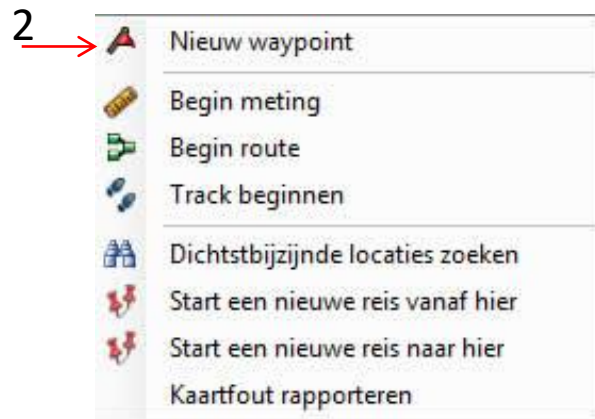 2
Nieuw waypoint
Begin meting
Begin route
Track beginnen
Dichtstbijzijnde locaties zoeken
Start een nieuwe reis vanaf hier
Start een nieuwe reis naar hier
Kaartfout rapporteren